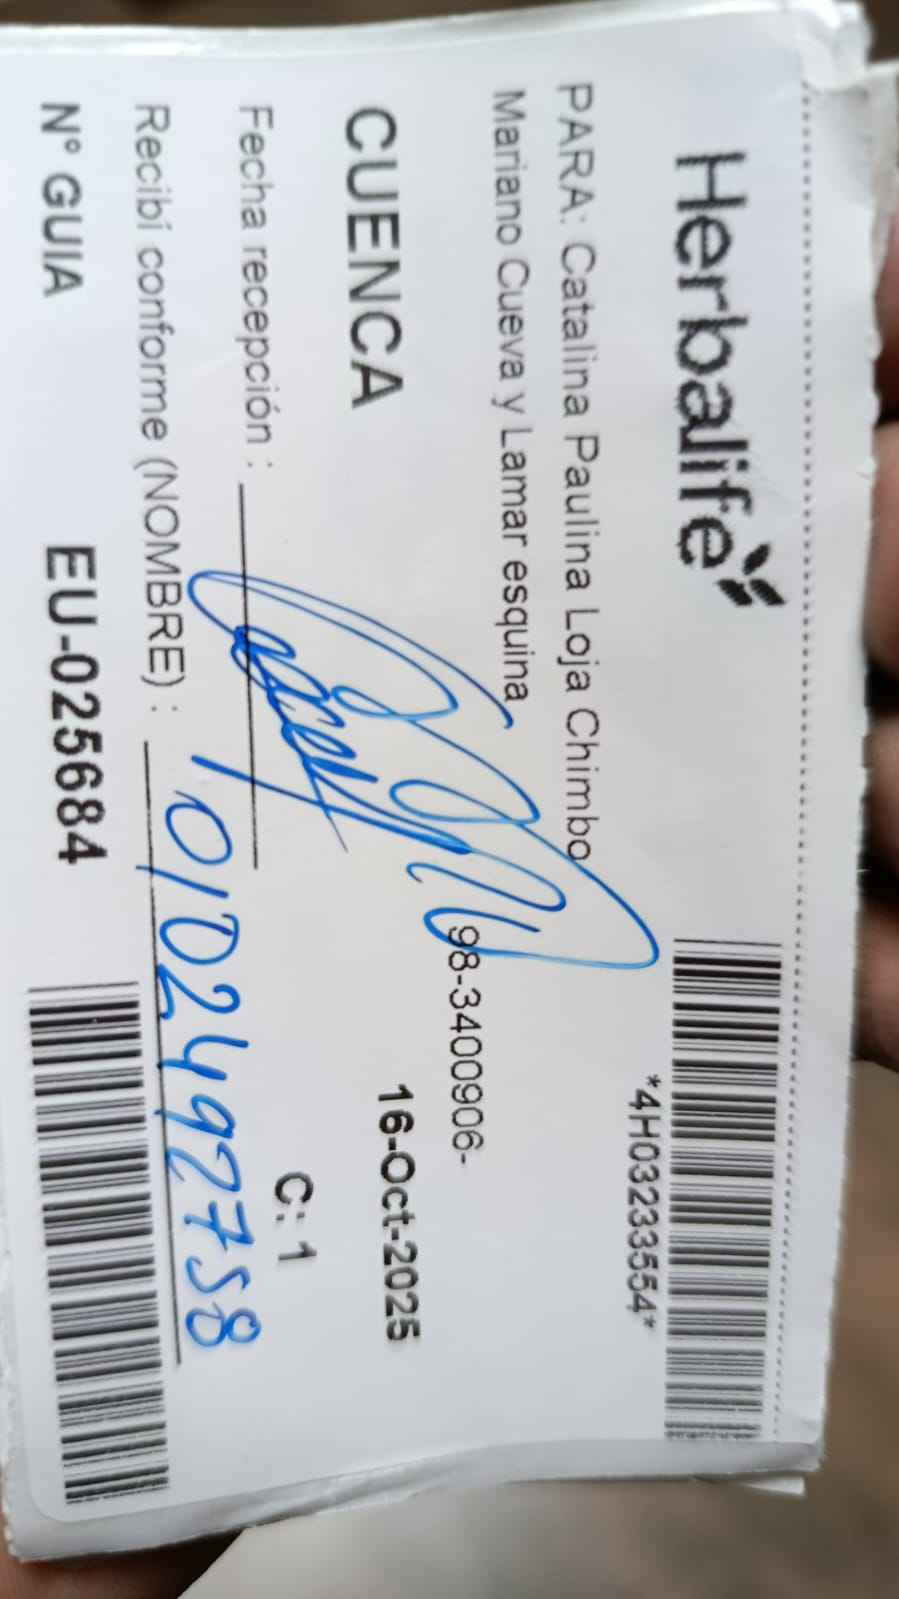 Herbalife
*4H03233554*
PARA: Catalina Paulina Loja Chimbo
Mariano Cueva y Lamar esquina
98-3400906-
CUENCA
16-Oct-2025
Fecha recepción :
C: 1
Recibí conforme (NOMBRE) :
0102492758
Nº GUIA
EU-025684